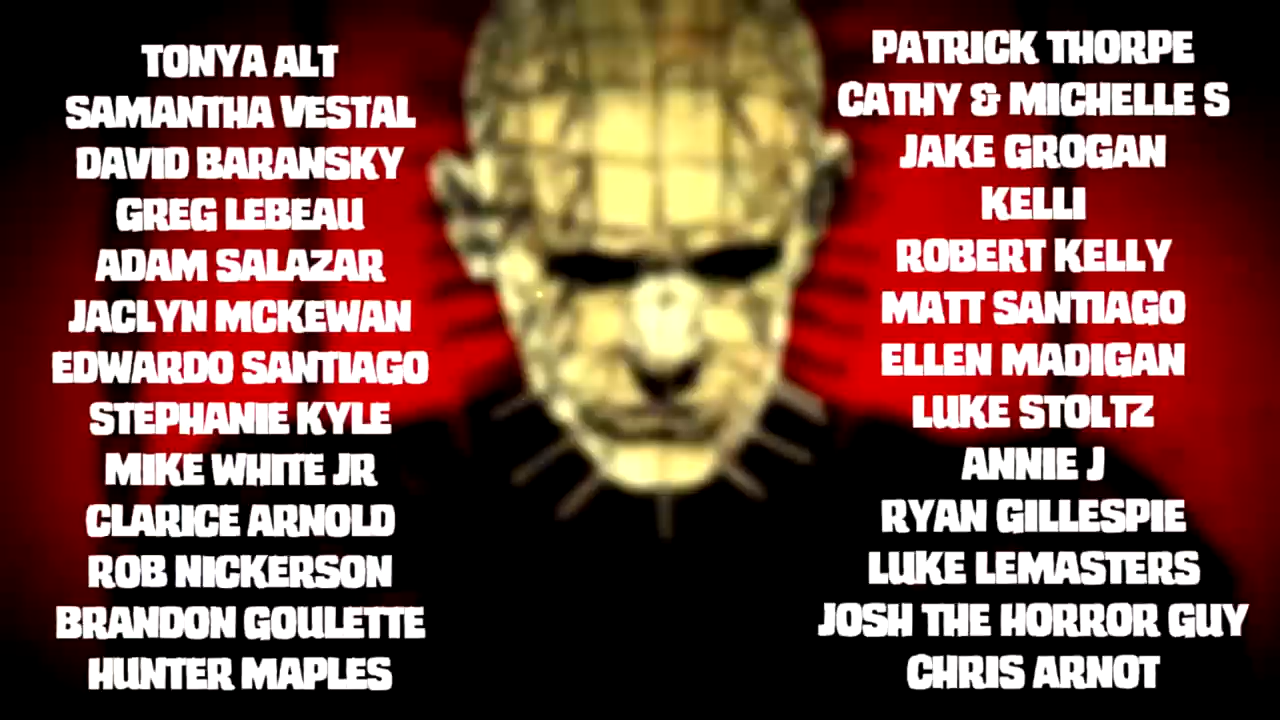 TONYA ALT
SAMANTHA VESTAL
DAVID BARANSKY
GREG LEBEAU
ADAM SALAZAR
JACLYN MCKEWAN
EDWARDO SANTIAGO
STEPHANIE KYLE
MIKE WHITE JR
CLARICE ARNOLD
ROB NICKERSON
BRANDON GOULETTE
HUNTER MAPLES
PATRICK THORPE
CATHY & MICHELLE S
JAKE GROGAN
KELLI
ROBERT KELLY
MATT SANTIAGO
ELLEN MADIGAN
LUKE STOLTZ
ANNIE J
RYAN GILLESPIE
LUKE LEMASTERS
JOSH THE HORROR GUY
CHRIS ARNOT